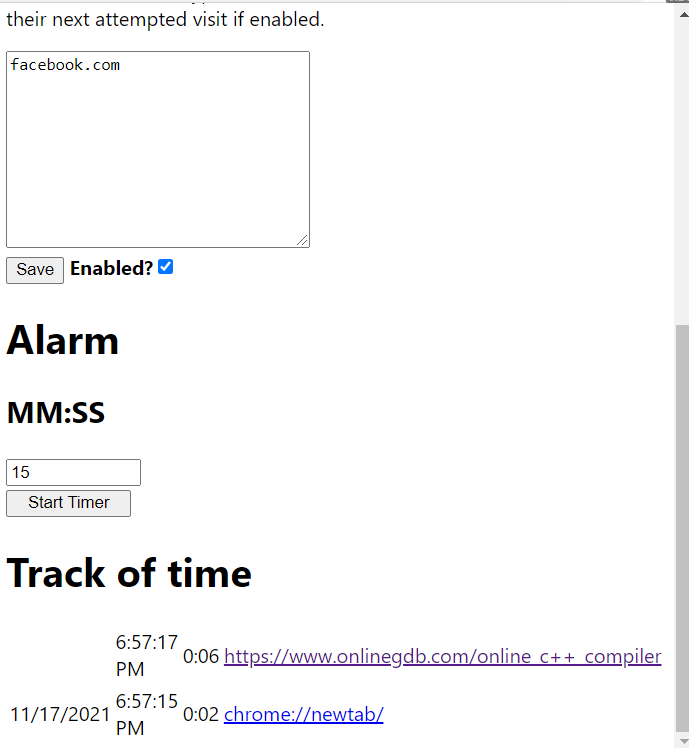 their next attempted visit if enabled.
facebook.com
Save Enabled?
Alarm
MM:SS
15
Start Timer
Track of time
6:57:17
PM
0:06 https://www.onlinegdb.com/online_c++_compiler
11/17/2021
6:57:15
PM
0:02 chrome://newtab/